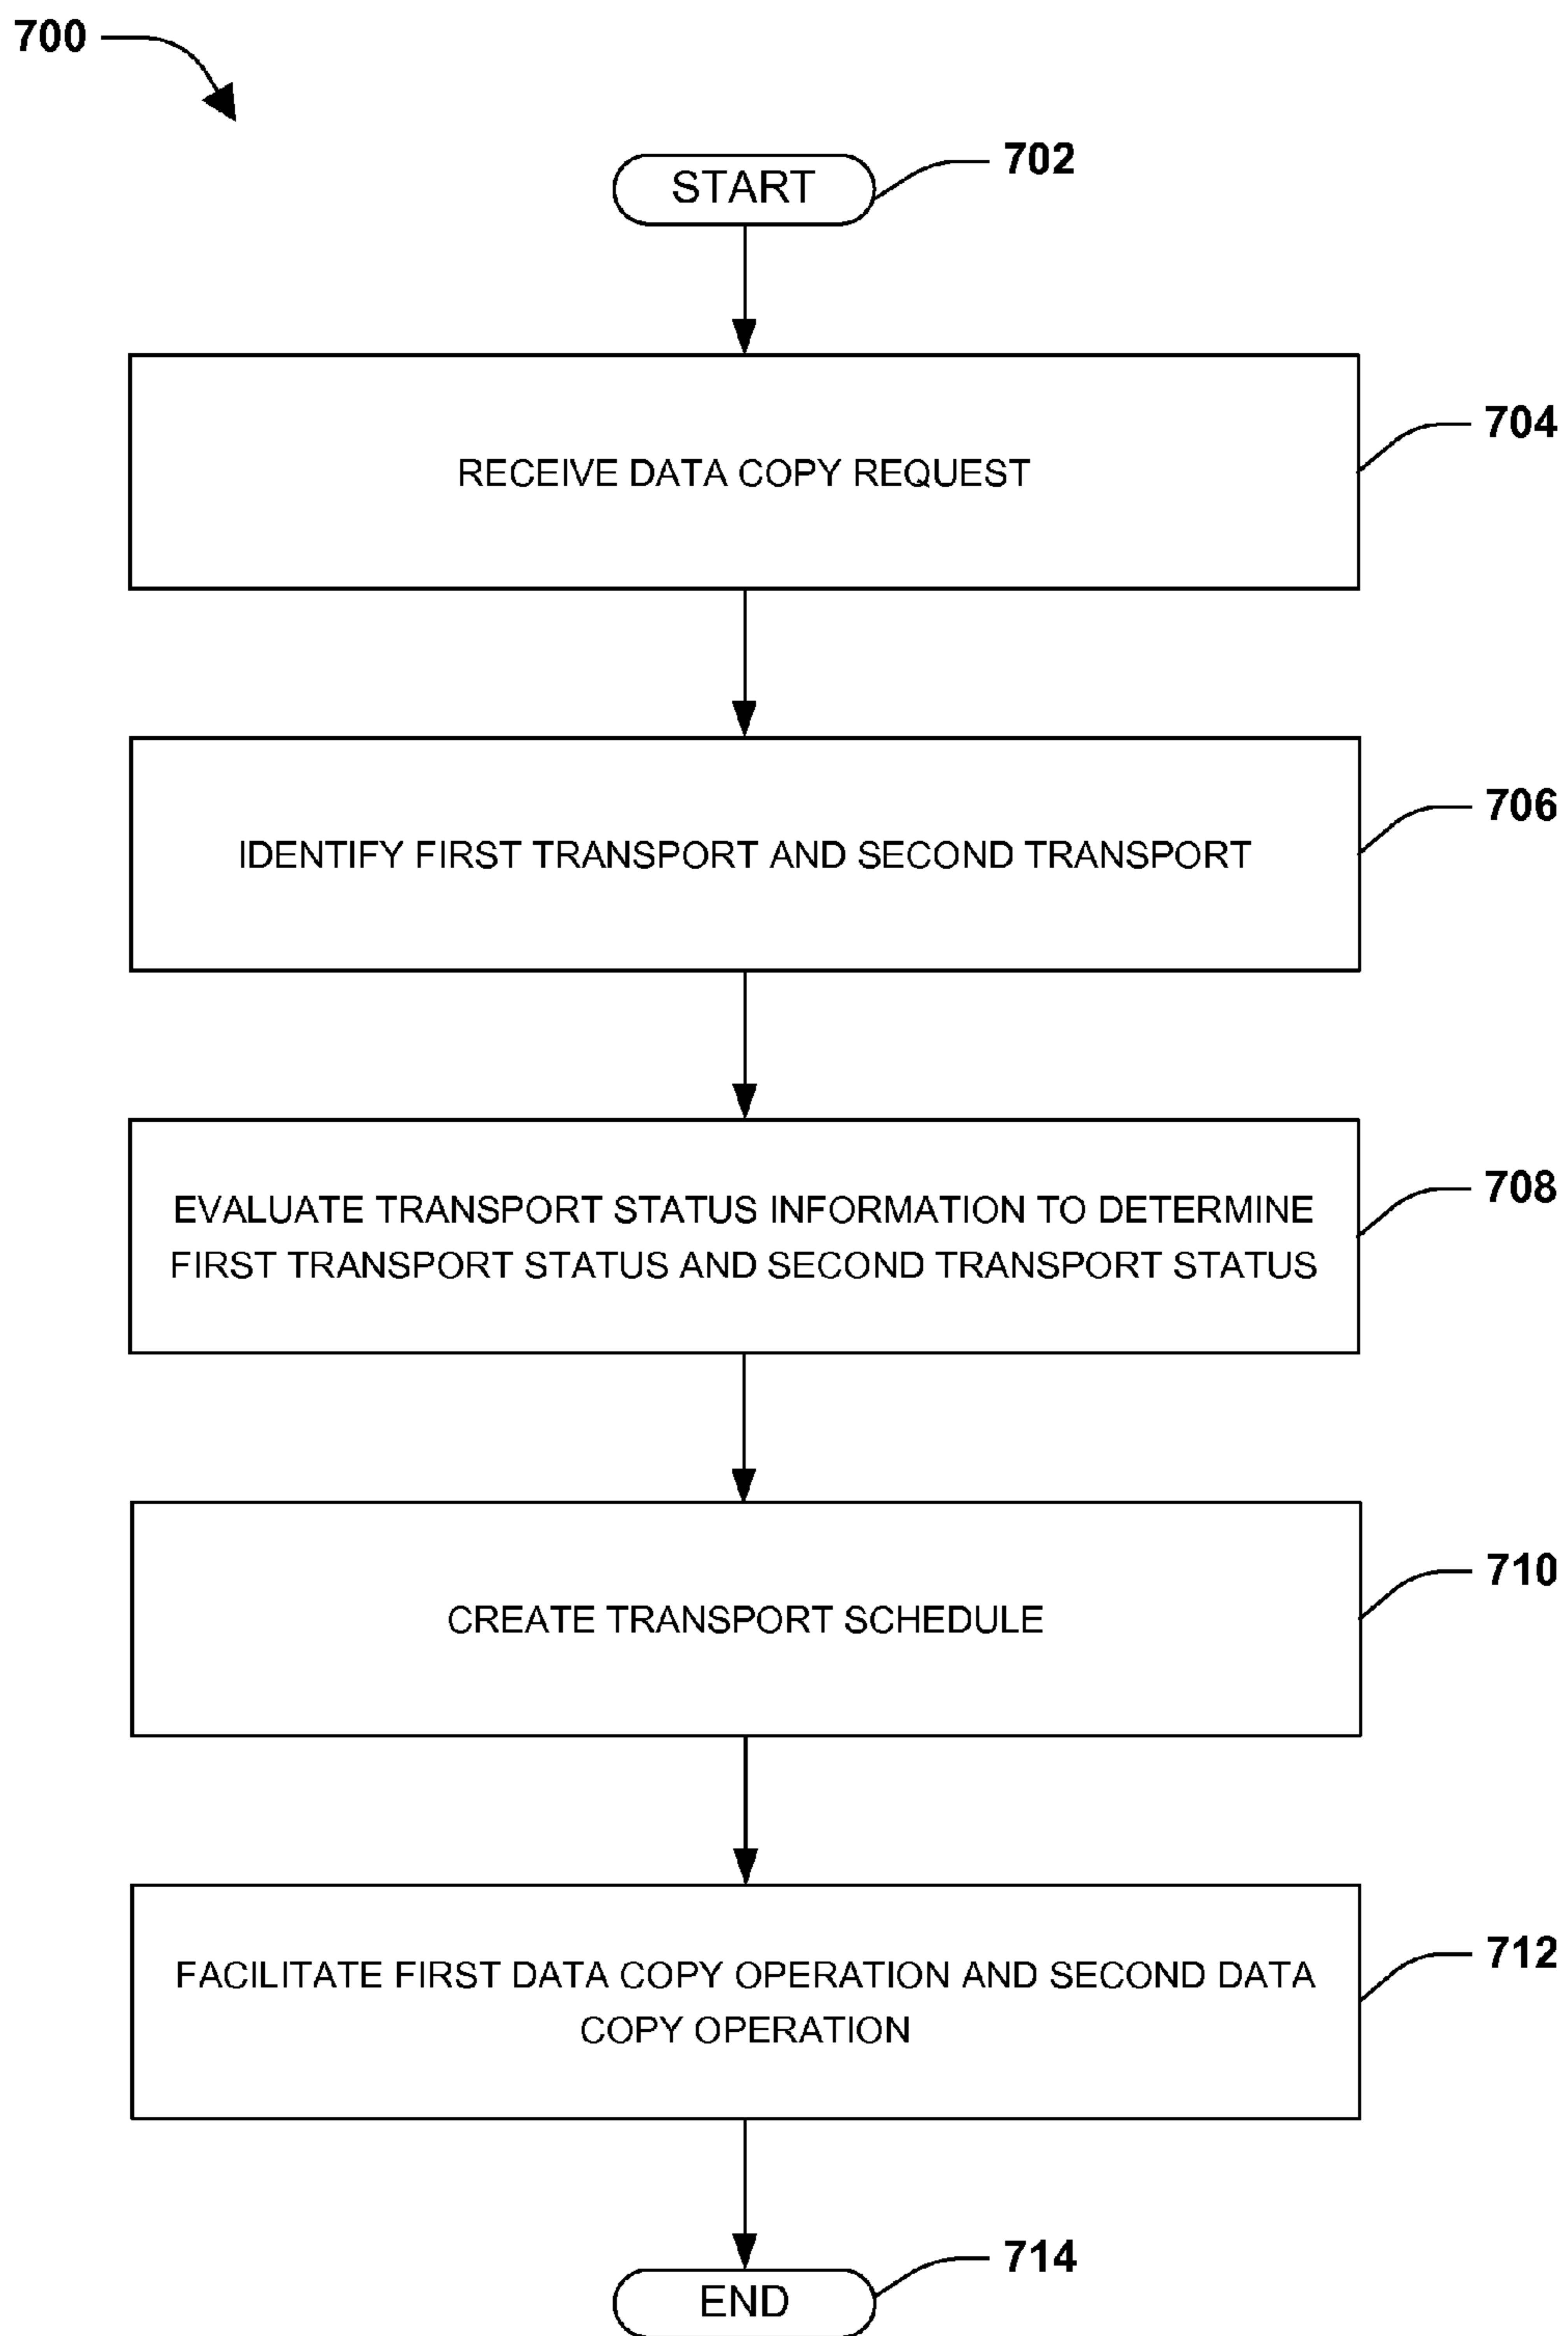 700
START
702
RECEIVE DATA COPY REQUEST
704
IDENTIFY FIRST TRANSPORT AND SECOND TRANSPORT
706
EVALUATE TRANSPORT STATUS INFORMATION TO DETERMINE
FIRST TRANSPORT STATUS AND SECOND TRANSPORT STATUS
708
CREATE TRANSPORT SCHEDULE
710
FACILITATE FIRST DATA COPY OPERATION AND SECOND DATA
COPY OPERATION
712
END
714